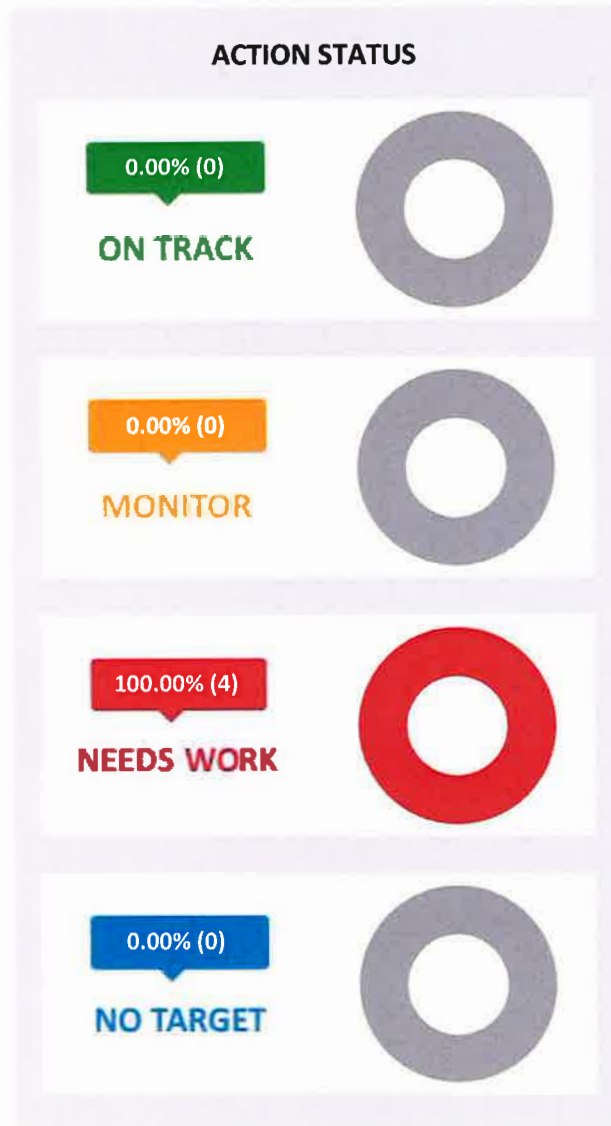 ACTION STATUS
0.00% (0)
ON TRACK
0.00% (0)
MONITOR
100.00% (4)
NEEDS WORK
0.00% (0)
NO TARGET